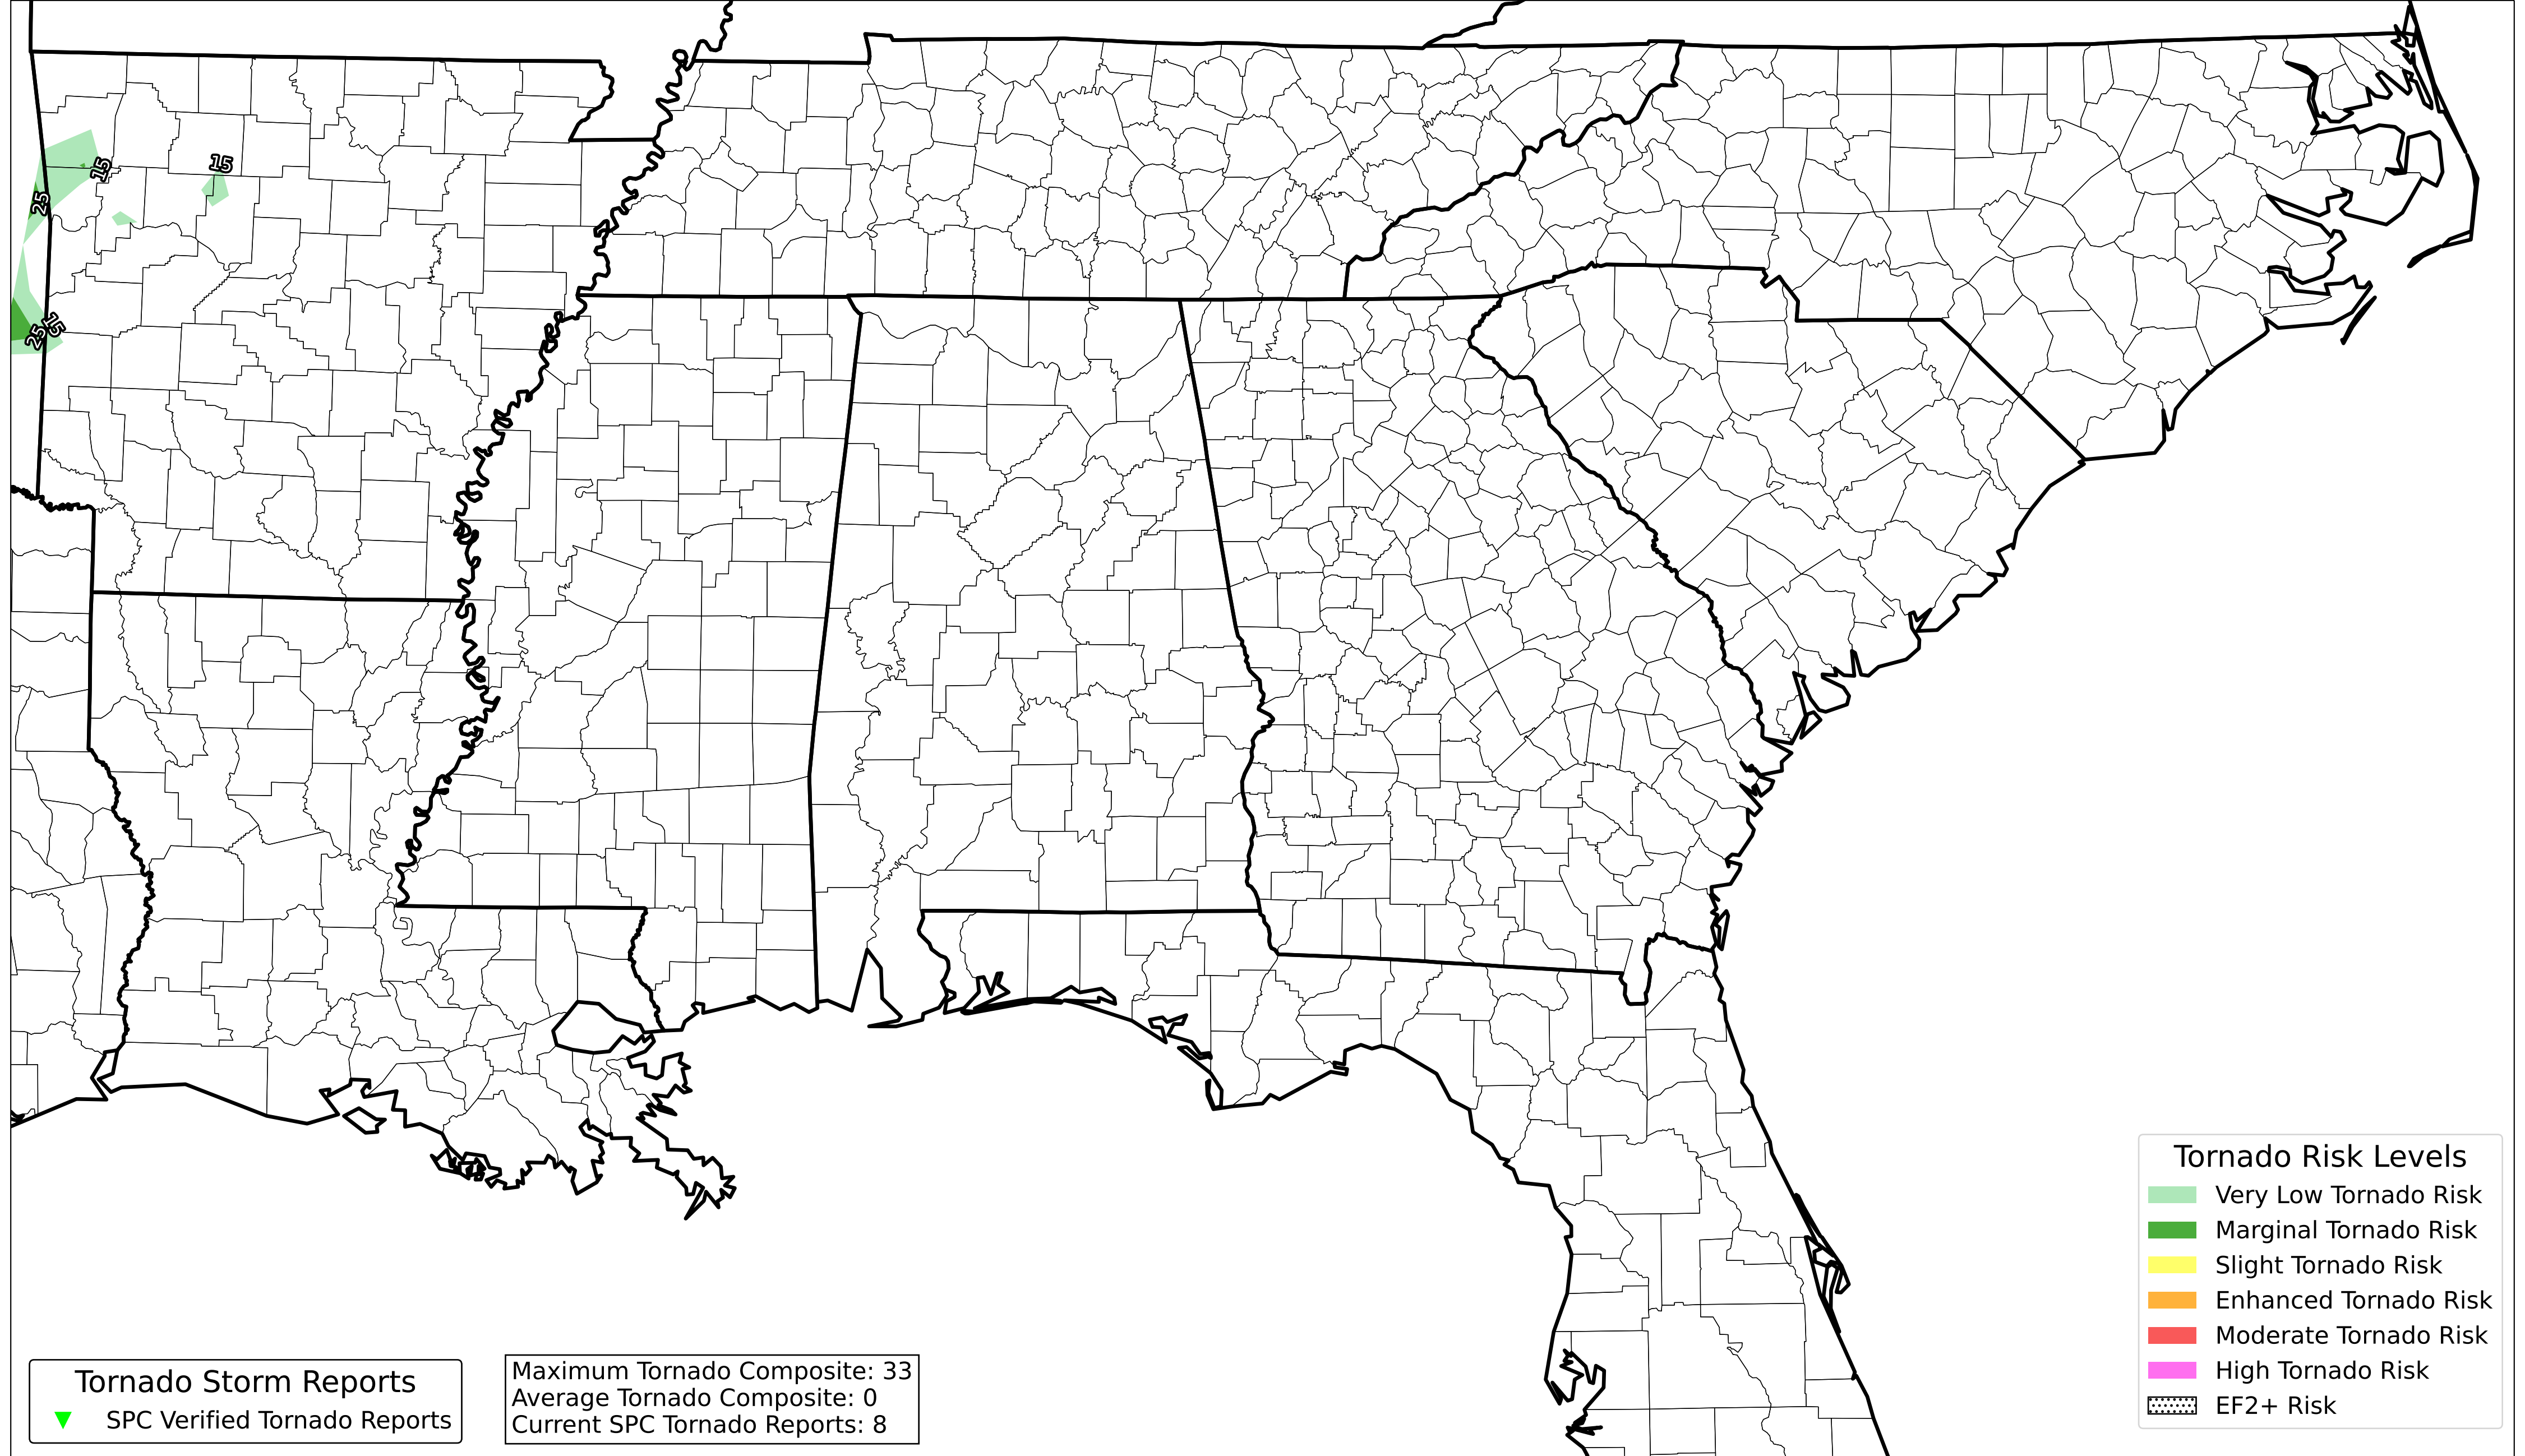 15
15
25
15
25
Tornado Risk Levels
Very Low Tornado Risk
Marginal Tornado Risk
Slight Tornado Risk
Enhanced Tornado Risk
Moderate Tornado Risk
High Tornado Risk
EF2+ Risk
Tornado Storm Reports
SPC Verified Tornado Reports
Maximum Tornado Composite: 33
Average Tornado Composite: 0
Current SPC Tornado Reports: 8